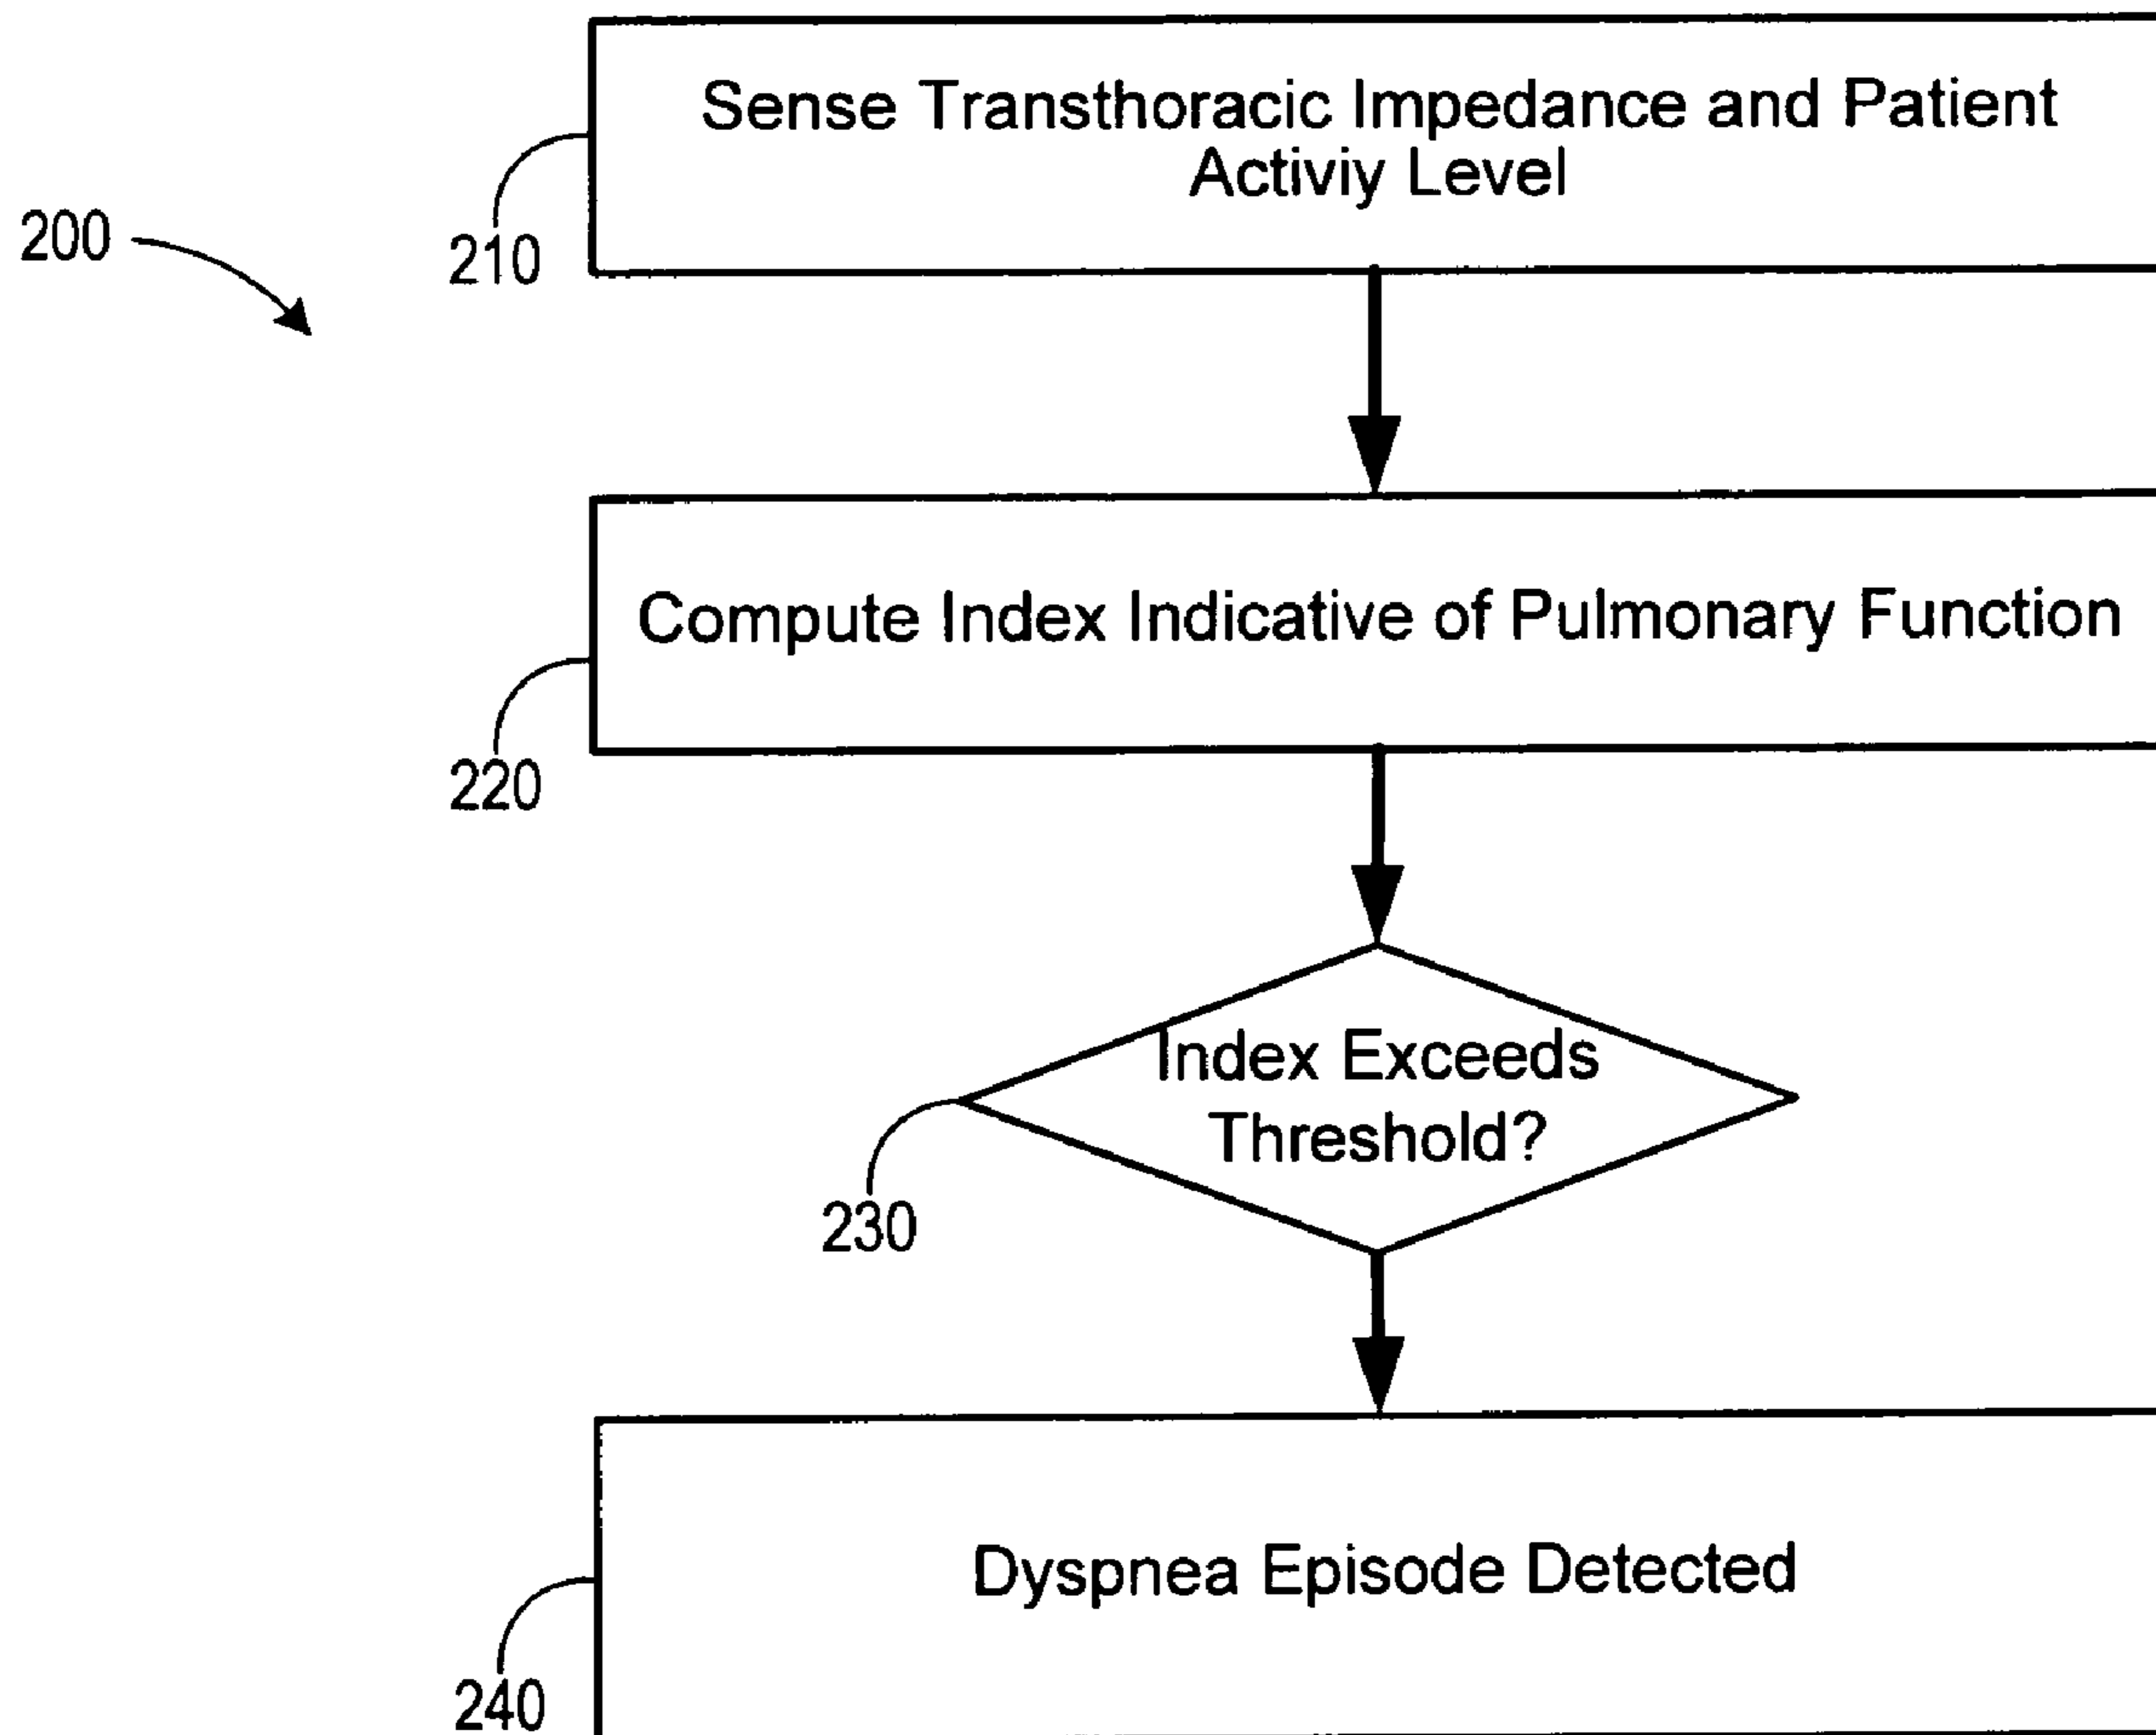 Sense Transthoracic Impedance and Patient
Activiy Level
200
210
Compute Index Indicative of Pulmonary Function
220
Index Exceeds
Threshold?
230
Dyspnea Episode Detected
240